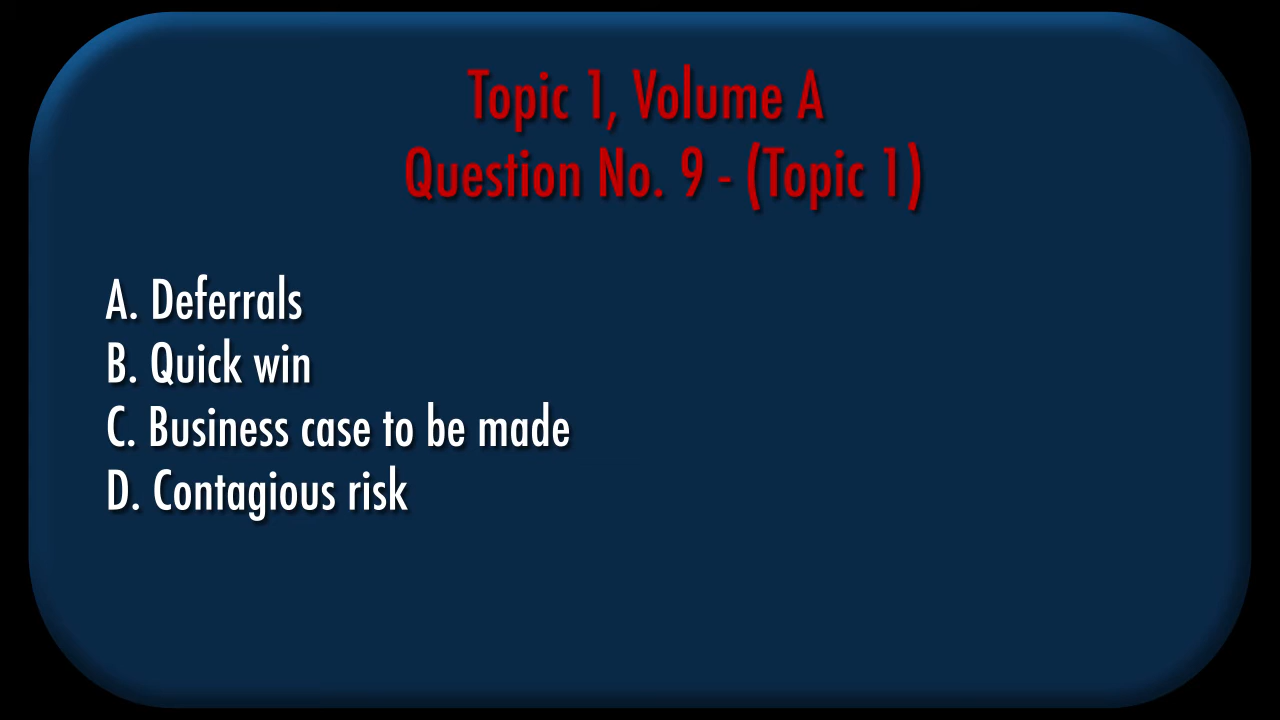 Topic 1, Volume A
Question No. 9 - (Topic 1)
A. Deferrals
B. Quick win
C. Business case to be made
D. Contagious risk